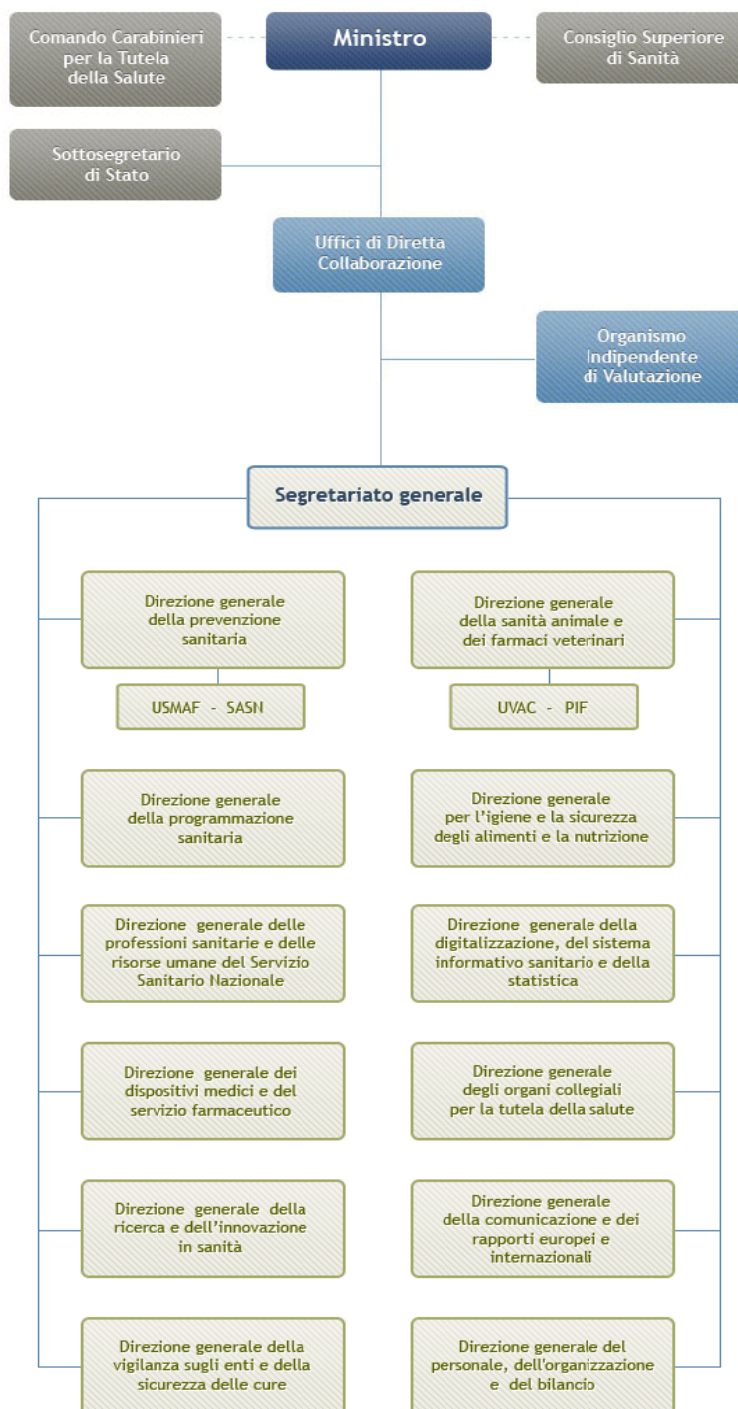 Comando Carabinieri
per la Tutela
della Salute
Ministro
Consiglio Superiore
di Sanità
Sottosegretario
di Stato
Uffici di Diretta
Collaborazione
Organismo
Indipendente
di Valutazione
Segretariato generale
Direzione generale
della prevenzione
sanitaria
Direzione generale
della sanità animale e
dei farmaci veterinari
USMAF - SASN
UVAC - PIF
Direzione generale
della programmazione
sanitaria
Direzione generale
per l'igiene e la sicurezza
degli alimenti e la nutrizione
Direzione generale delle
professioni sanitarie e delle
risorse umane del Servizio
Sanitario Nazionale
Direzione generale della
digitalizzazione, del sistema
informativo sanitario e della
statistica
Direzione generale dei
dispositivi medici e del
servizio farmaceutico
Direzione generale
degli organi collegiali
per la tutela della salute
Direzione generale della
ricerca e dell'innovazione
in sanità
Direzione generale
della comunicazione e dei
rapporti europei e
internazionali
Direzione generale della
vigilanza sugli enti e della
sicurezza delle cure
Direzione generale del
personale, dell'organizzazione
e del bilancio